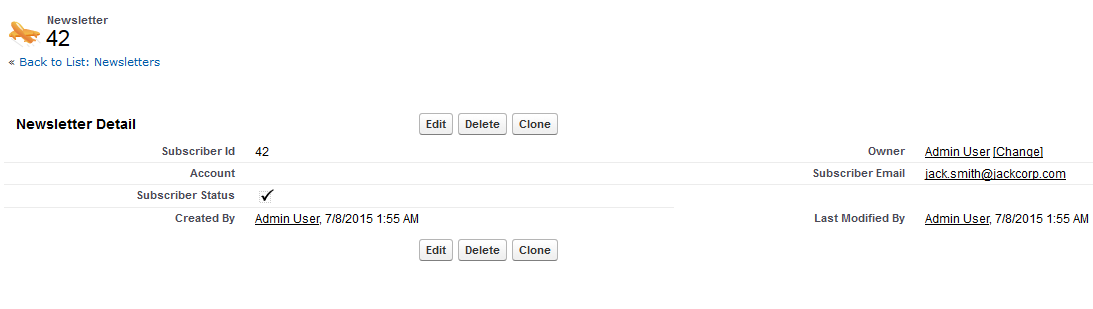 Newsletter
42
« Back to List: Newsletters
Newsletter Detail Edit Delete Clone
Subscriber Id 42 Owner Admin User [Change]
Account Subscriber Email jack.smith@jackcorp.com
Subscriber Status ✓
Created By Admin User, 7/8/2015 1:55 AM Last Modified By Admin User, 7/8/2015 1:55 AM
Edit Delete Clone